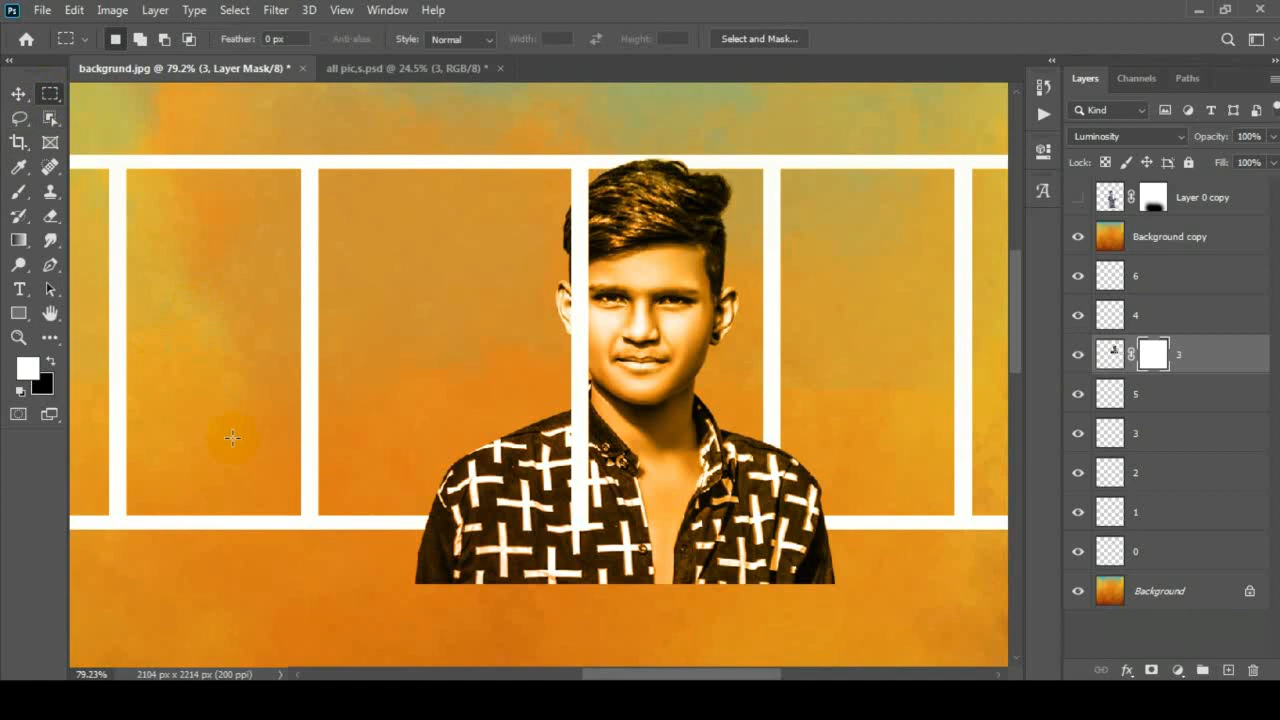 Ps File Edit Image Layer Type Select Filter 3D View Window Help
Feather: 0 px Anti-alias Style: Normal Width: Height: Select and Mask...
backgrund.jpg @ 79.2% (3, Layer Mask/8) * × all pic,s.psd @ 24.5% (3, RGB/8) * ×
Layers Channels Paths
Kind
Luminosity Opacity: 100%
Lock: Fill: 100%
Layer 0 copy
Background copy
6
4
3
5
3
2
1
0
Background
79.23% 2104 px x 2214 px (200 ppi)